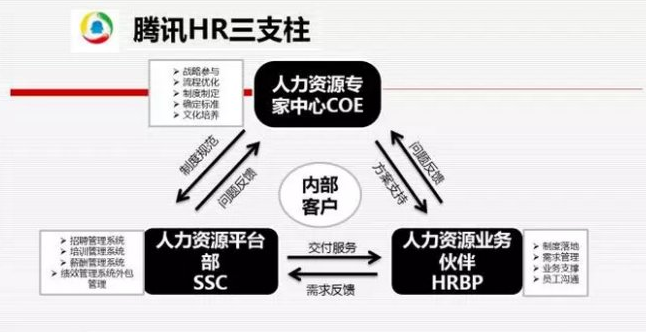 腾讯HR三支柱
战略参与
流程优化
制度制定
确定标准
文化培养
人力资源专
家中心COE
制度规范
问题反馈
方案支持
问题反馈
内部
客户
招聘管理系统
培训管理系统
薪酬管理系统
绩效管理系统外包
管理
人力资源平台
部
SSC
交付服务
需求反馈
人力资源业务
伙伴
HRBP
制度落地
需求管理
业务支撑
员工沟通